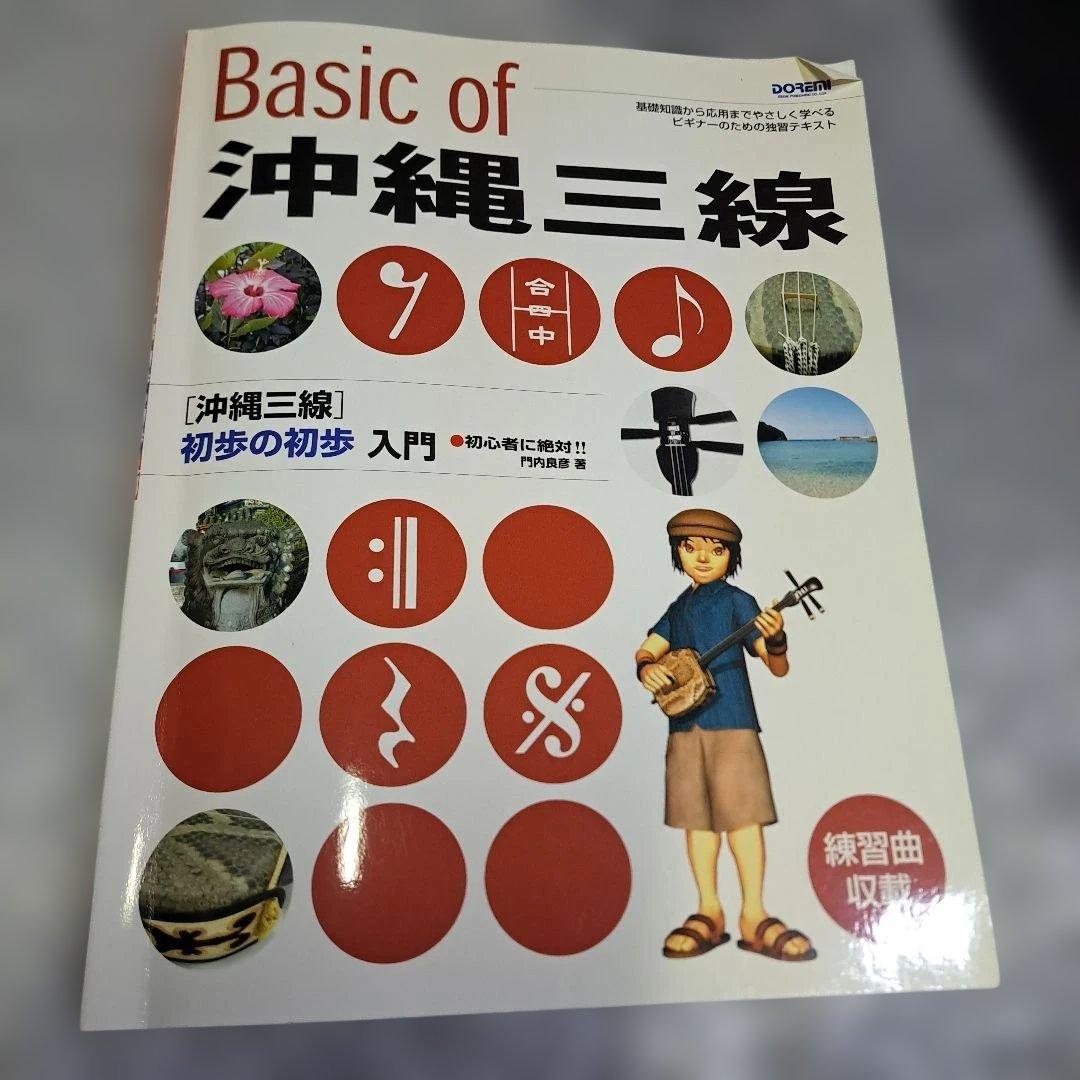 Basic of
DOREMI
基礎知識から応用までやさしく学べる
ビギナーのための独習テキスト
沖縄三線
合
四
中
[沖縄三線]
初歩の初歩 入門 ●初心者に絶対!!
門内良彦 著
練習曲
収載